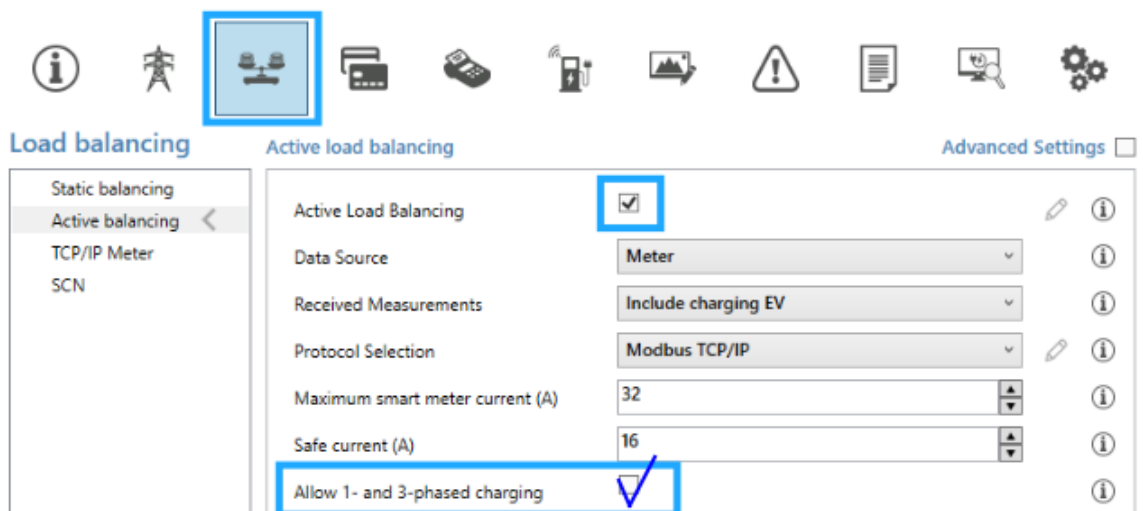 Load balancing
Active load balancing
Advanced Settings
Static balancing
Active balancing
TCP/IP Meter
SCN
Active Load Balancing
Data Source
Meter
Received Measurements
Include charging EV
Protocol Selection
Modbus TCP/IP
Maximum smart meter current (A)
32
Safe current (A)
16
Allow 1- and 3-phased charging